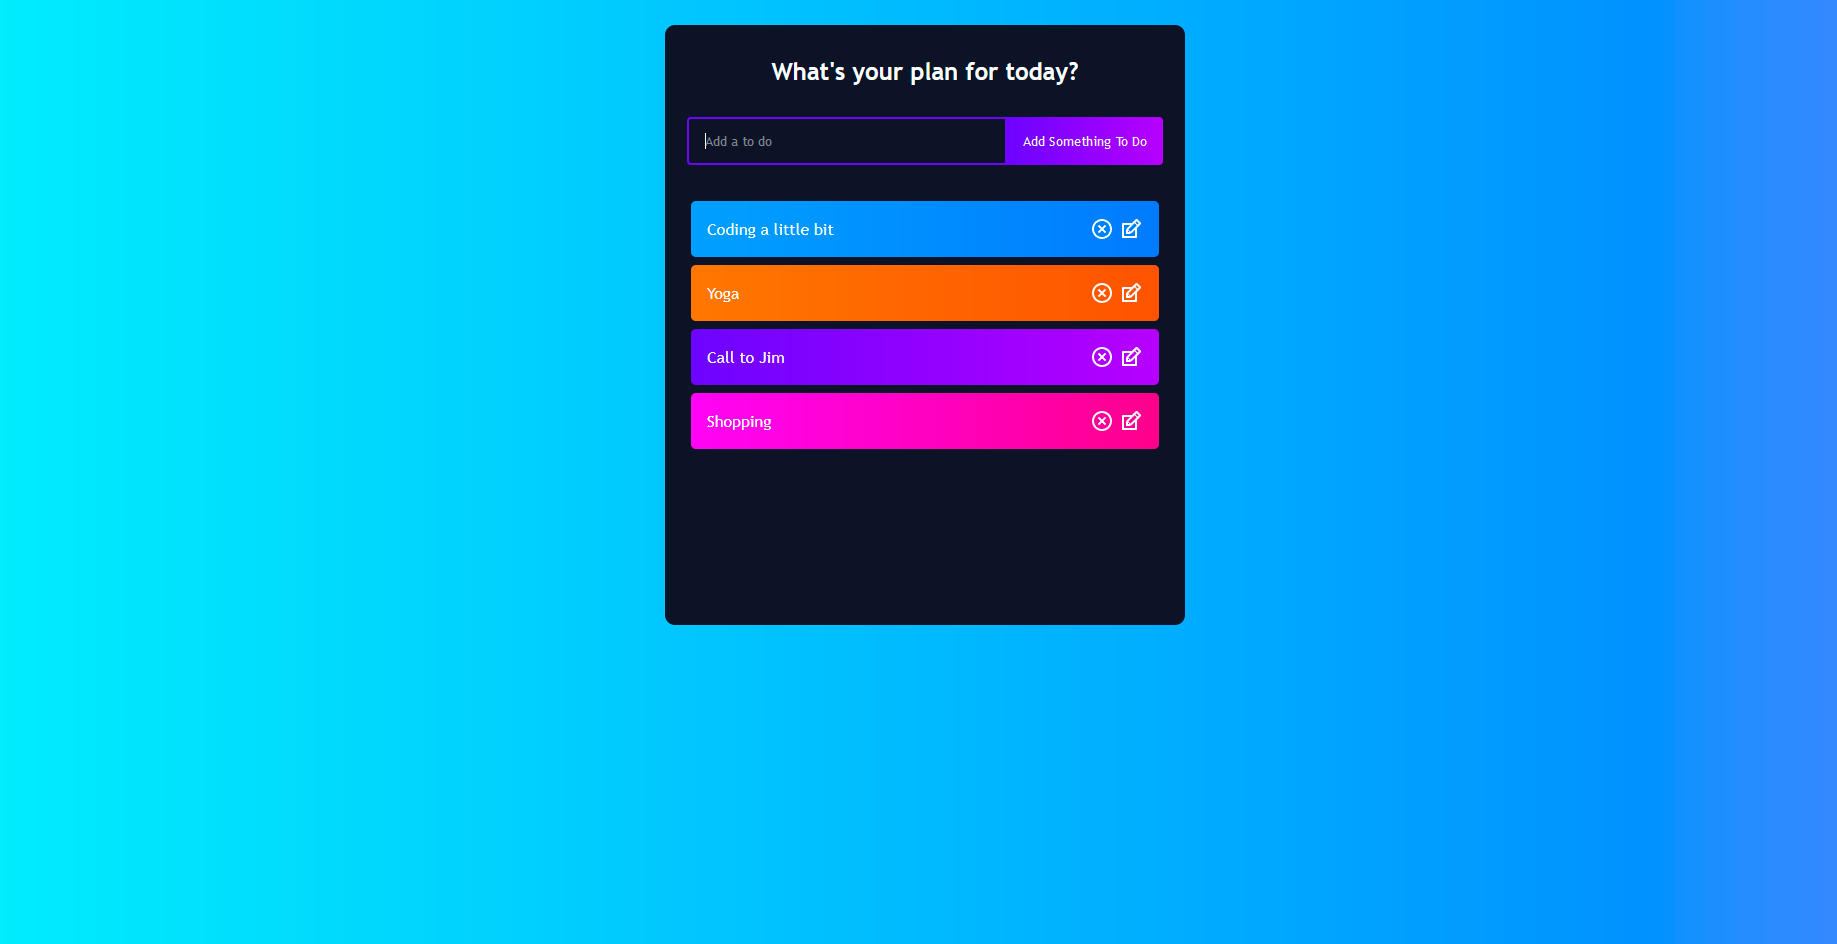 What's your plan for today?
Add a to do
Add Something To Do
Coding a little bit
Yoga
Call to Jim
Shopping